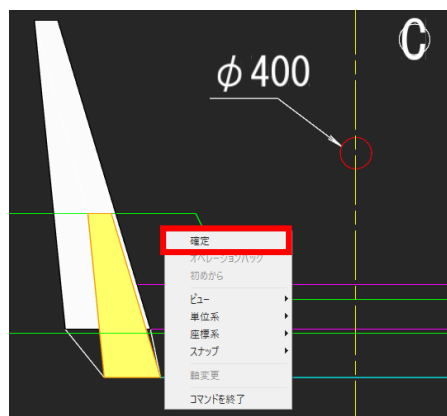 C
φ400
確定
オペレーションバック
初めから
ビュー
単位系
座標系
スナップ
軸変更
コマンドを終了